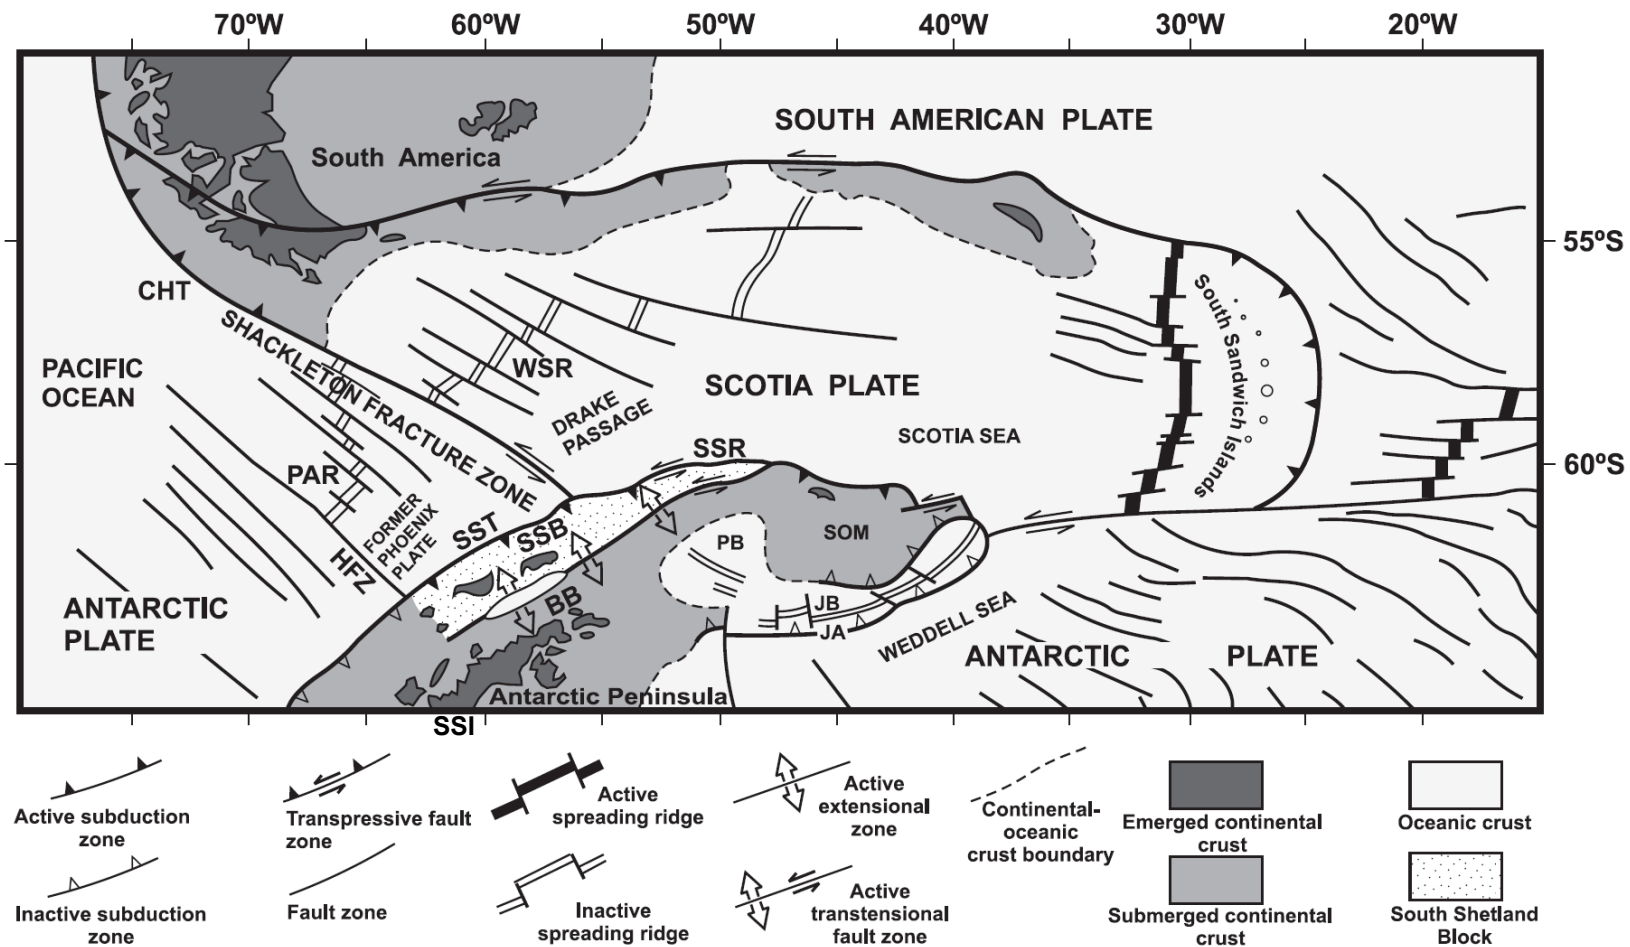 70ºW 60ºW 50ºW 40ºW 30ºW 20ºW
SOUTH AMERICAN PLATE
South America
55ºS
CHT
SHACKLETON FRACTURE ZONE
South Sandwich Islands
PACIFIC
OCEAN
WSR
SCOTIA PLATE
DRAKE
PASSAGE
SCOTIA SEA
SSR
60ºS
PAR
FORMER
PHOENIX
PLATE
SST
SSB
SOM
PB
HFZ
BB
JB
JA
WEDDELL SEA
ANTARCTIC
PLATE
ANTARCTIC PLATE
Antarctic Peninsula
SSI
Active subduction
zone
Transpressive fault
zone
Active
spreading ridge
Active
extensional
zone
Continental-
oceanic
crust boundary
Emerged continental
crust
Oceanic crust
Inactive subduction
zone
Fault zone
Inactive
spreading ridge
Active
transtensional
fault zone
Submerged continental
crust
South Shetland
Block